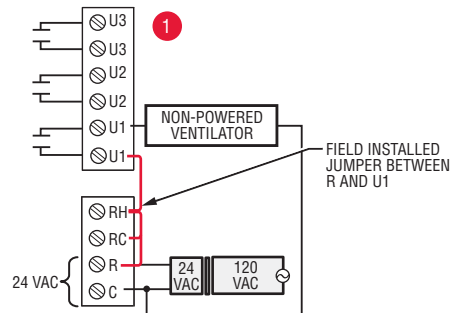 U3
1
U3
U2
U2
U1
NON-POWERED
VENTILATOR
U1
FIELD INSTALLED
JUMPER BETWEEN
R AND U1
RH
RC
R
24 VAC
C
24
VAC
120
VAC